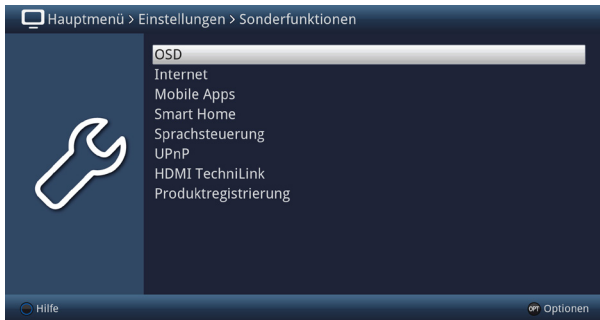 Hauptmenü > Einstellungen > Sonderfunktionen
OSD
Internet
Mobile Apps
Smart Home
Sprachsteuerung
UPnP
HDMI TechniLink
Produktregistrierung
Hilfe
OPT Optionen